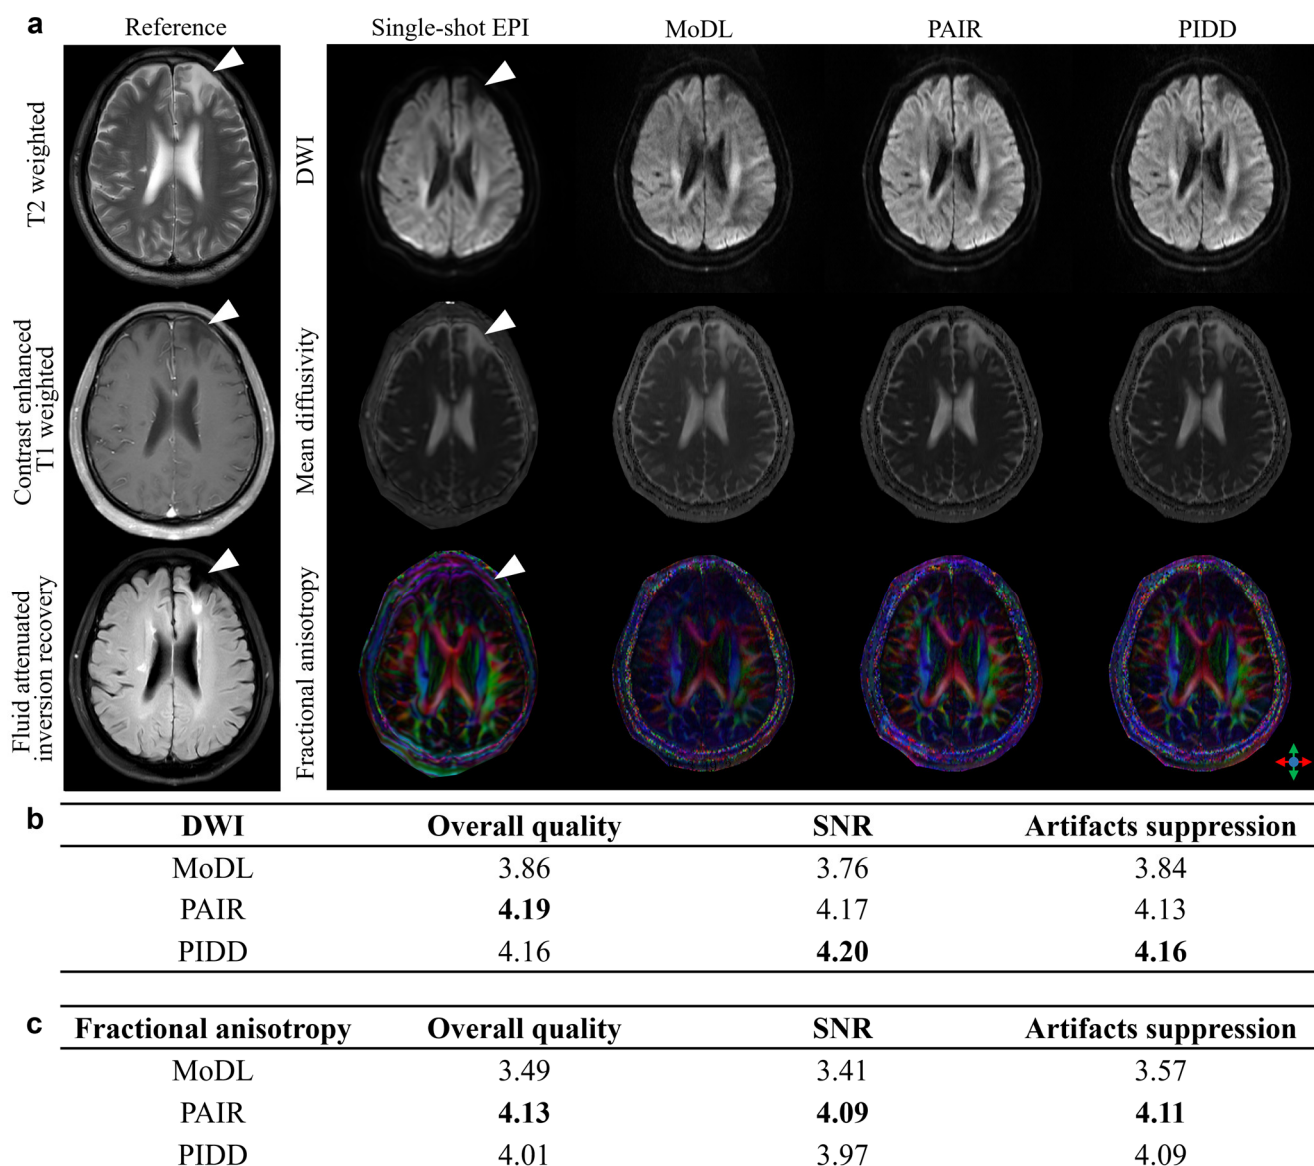 a
Reference
Single-shot EPI
MoDL
PAIR
PIDD
T2 weighted
DWI
Contrast enhanced
T1 weighted
Mean diffusivity
Fluid attenuated
inversion recovery
Fractional anisotropy
b
DWI Overall quality SNR Artifacts suppression
MoDL 3.86 3.76 3.84
PAIR 4.19 4.17 4.13
PIDD 4.16 4.20 4.16
c
Fractional anisotropy Overall quality SNR Artifacts suppression
MoDL 3.49 3.41 3.57
PAIR 4.13 4.09 4.11
PIDD 4.01 3.97 4.09